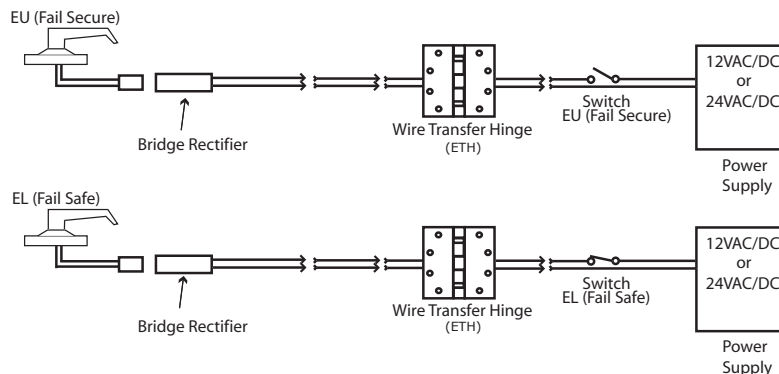 EU (Fail Secure)
Bridge Rectifier
Wire Transfer Hinge
(ETH)
Switch
EU (Fail Secure)
12VAC/DC
or
24VAC/DC
Power
Supply
EL (Fail Safe)
Bridge Rectifier
Wire Transfer Hinge
(ETH)
Switch
EL (Fail Safe)
12VAC/DC
or
24VAC/DC
Power
Supply